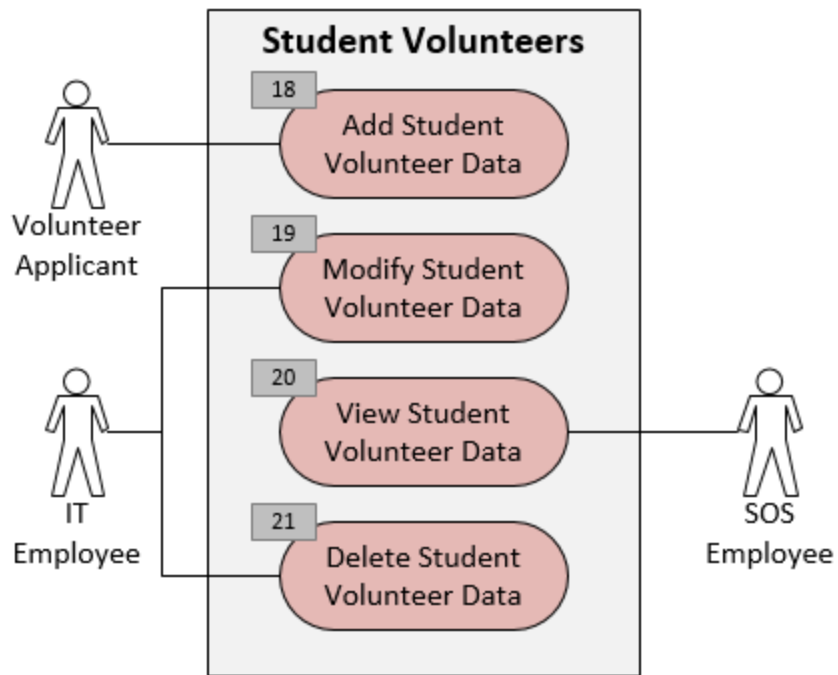 Student Volunteers
18
Add Student
Volunteer Data
Volunteer
Applicant
19
Modify Student
Volunteer Data
20
View Student
Volunteer Data
IT
Employee
SOS
Employee
21
Delete Student
Volunteer Data